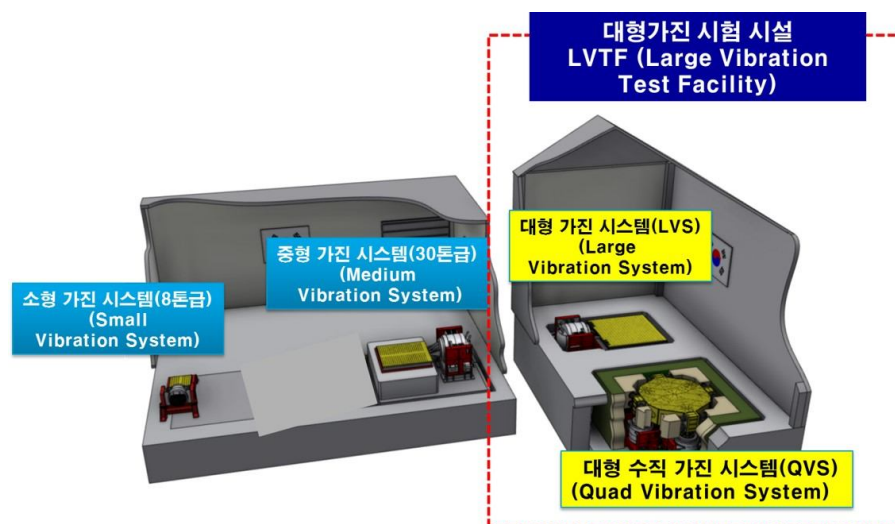 대형가진 시험 시설
LVTF (Large Vibration
Test Facility)
대형 가진 시스템(LVS)
(Large
Vibration System)
중형 가진 시스템(30톤급)
(Medium
Vibration System)
소형 가진 시스템(8톤급)
(Small
Vibration System)
대형 수직 가진 시스템(QVS)
(Quad Vibration System)